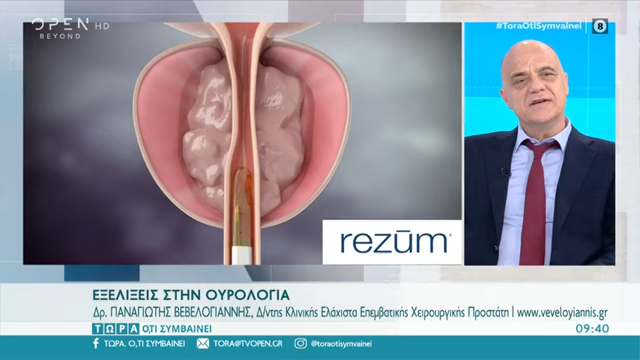 OPEN HD
BEYOND
#ToraOtiSymvainei
8
rezūm®
ΕΞΕΛΙΞΕΙΣ ΣΤΗΝ ΟΥΡΟΛΟΓΙΑ
Δρ. ΠΑΝΑΓΙΩΤΗΣ ΒΕΒΕΛΟΓΙΑΝΝΗΣ, Δ/ντης Κλινικής Ελάχιστα Επεμβατικής Χειρουργικής Προστάτη | www.veveloyiannis.gr
ΤΩΡΑ Ο,ΤΙ ΣΥΜΒΑΙΝΕΙ 09:40
ΤΩΡΑ. Ο,ΤΙ ΣΥΜΒΑΙΝΕΙ TORA@TVOPEN.GR toraotisymvainei